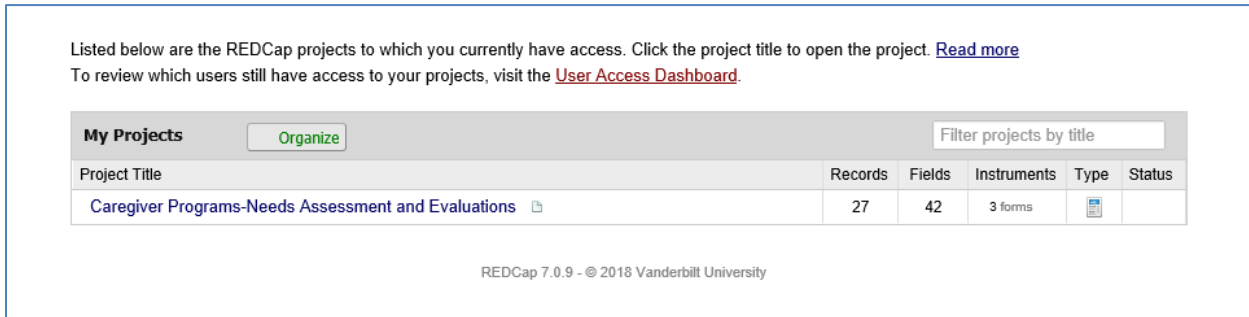 Listed below are the REDCap projects to which you currently have access. Click the project title to open the project. Read more
To review which users still have access to your projects, visit the User Access Dashboard.
My Projects Organize Filter projects by title
Project Title Records Fields Instruments Type Status
Caregiver Programs-Needs Assessment and Evaluations 27 42 3 forms
REDCap 7.0.9 - © 2018 Vanderbilt University